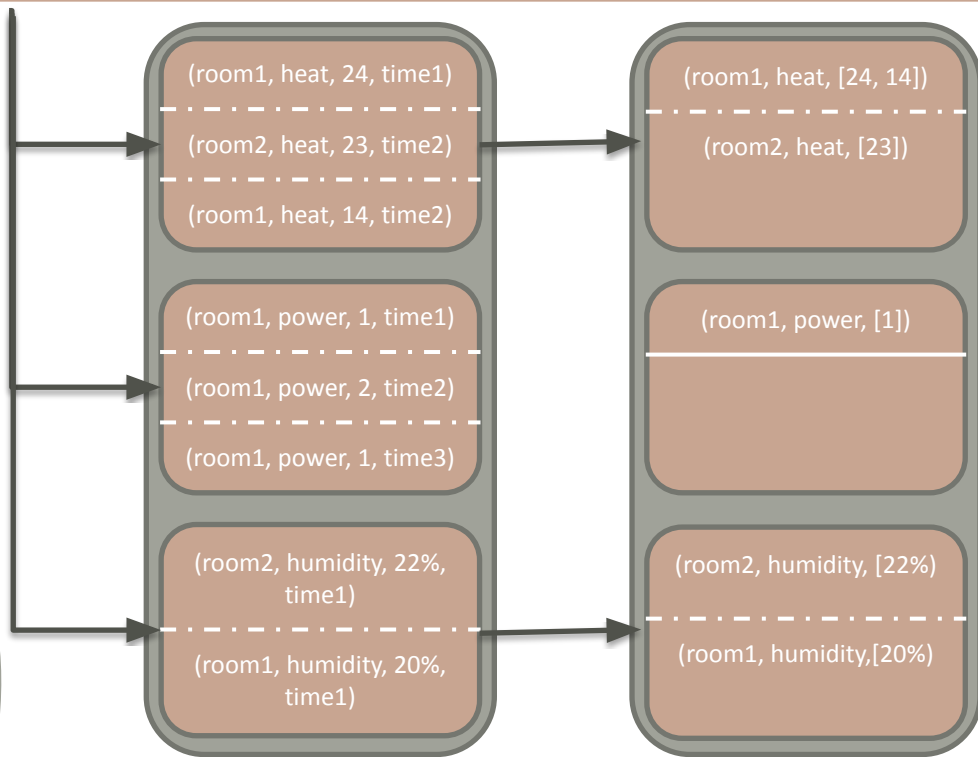 (room1, heat, 24, time1)
(room2, heat, 23, time2)
(room1, heat, 14, time2)
(room1, power, 1, time1)
(room1, power, 2, time2)
(room1, power, 1, time3)
(room2, humidity, 22%,
time1)
(room1, humidity, 20%,
time1)
(room1, heat, [24, 14])
(room2, heat, [23])
(room1, power, [1])
(room2, humidity, [22%)
(room1, humidity,[20%)